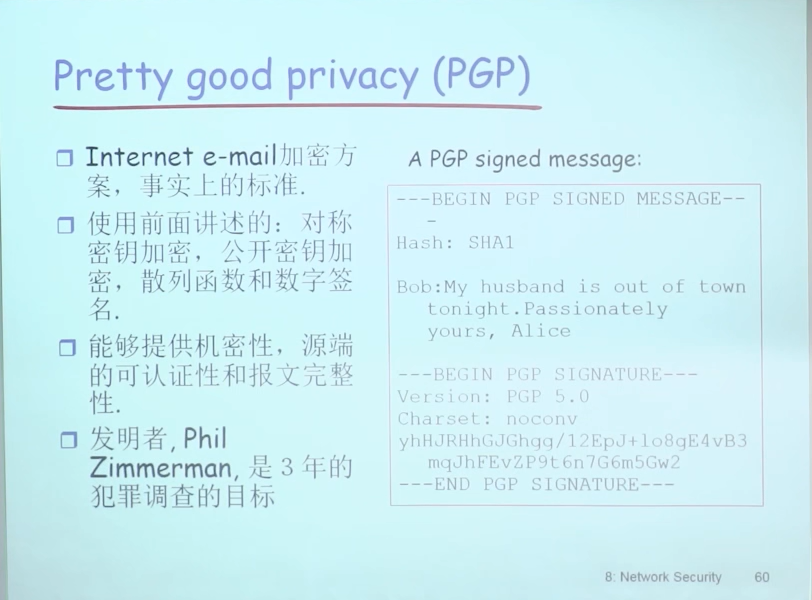 Pretty good privacy (PGP)
Internet e-mail加密方
案，事实上的标准.
使用前面讲述的：对称
密钥加密，公开密钥加
密，散列函数和数字签
名.
能够提供机密性，源端
的可认证性和报文完整
性.
发明者, Phil
Zimmerman, 是 3 年的
犯罪调查的目标
A PGP signed message:
---BEGIN PGP SIGNED MESSAGE--
-
Hash: SHA1
Bob:My husband is out of town
tonight.Passionately
yours, Alice
---BEGIN PGP SIGNATURE---
Version: PGP 5.0
Charset: noconv
yhHJRHhGJGhgg/12EpJ+lo8gE4vB3
mqJhFEvZP9t6n7G6m5Gw2
---END PGP SIGNATURE---
8: Network Security 60